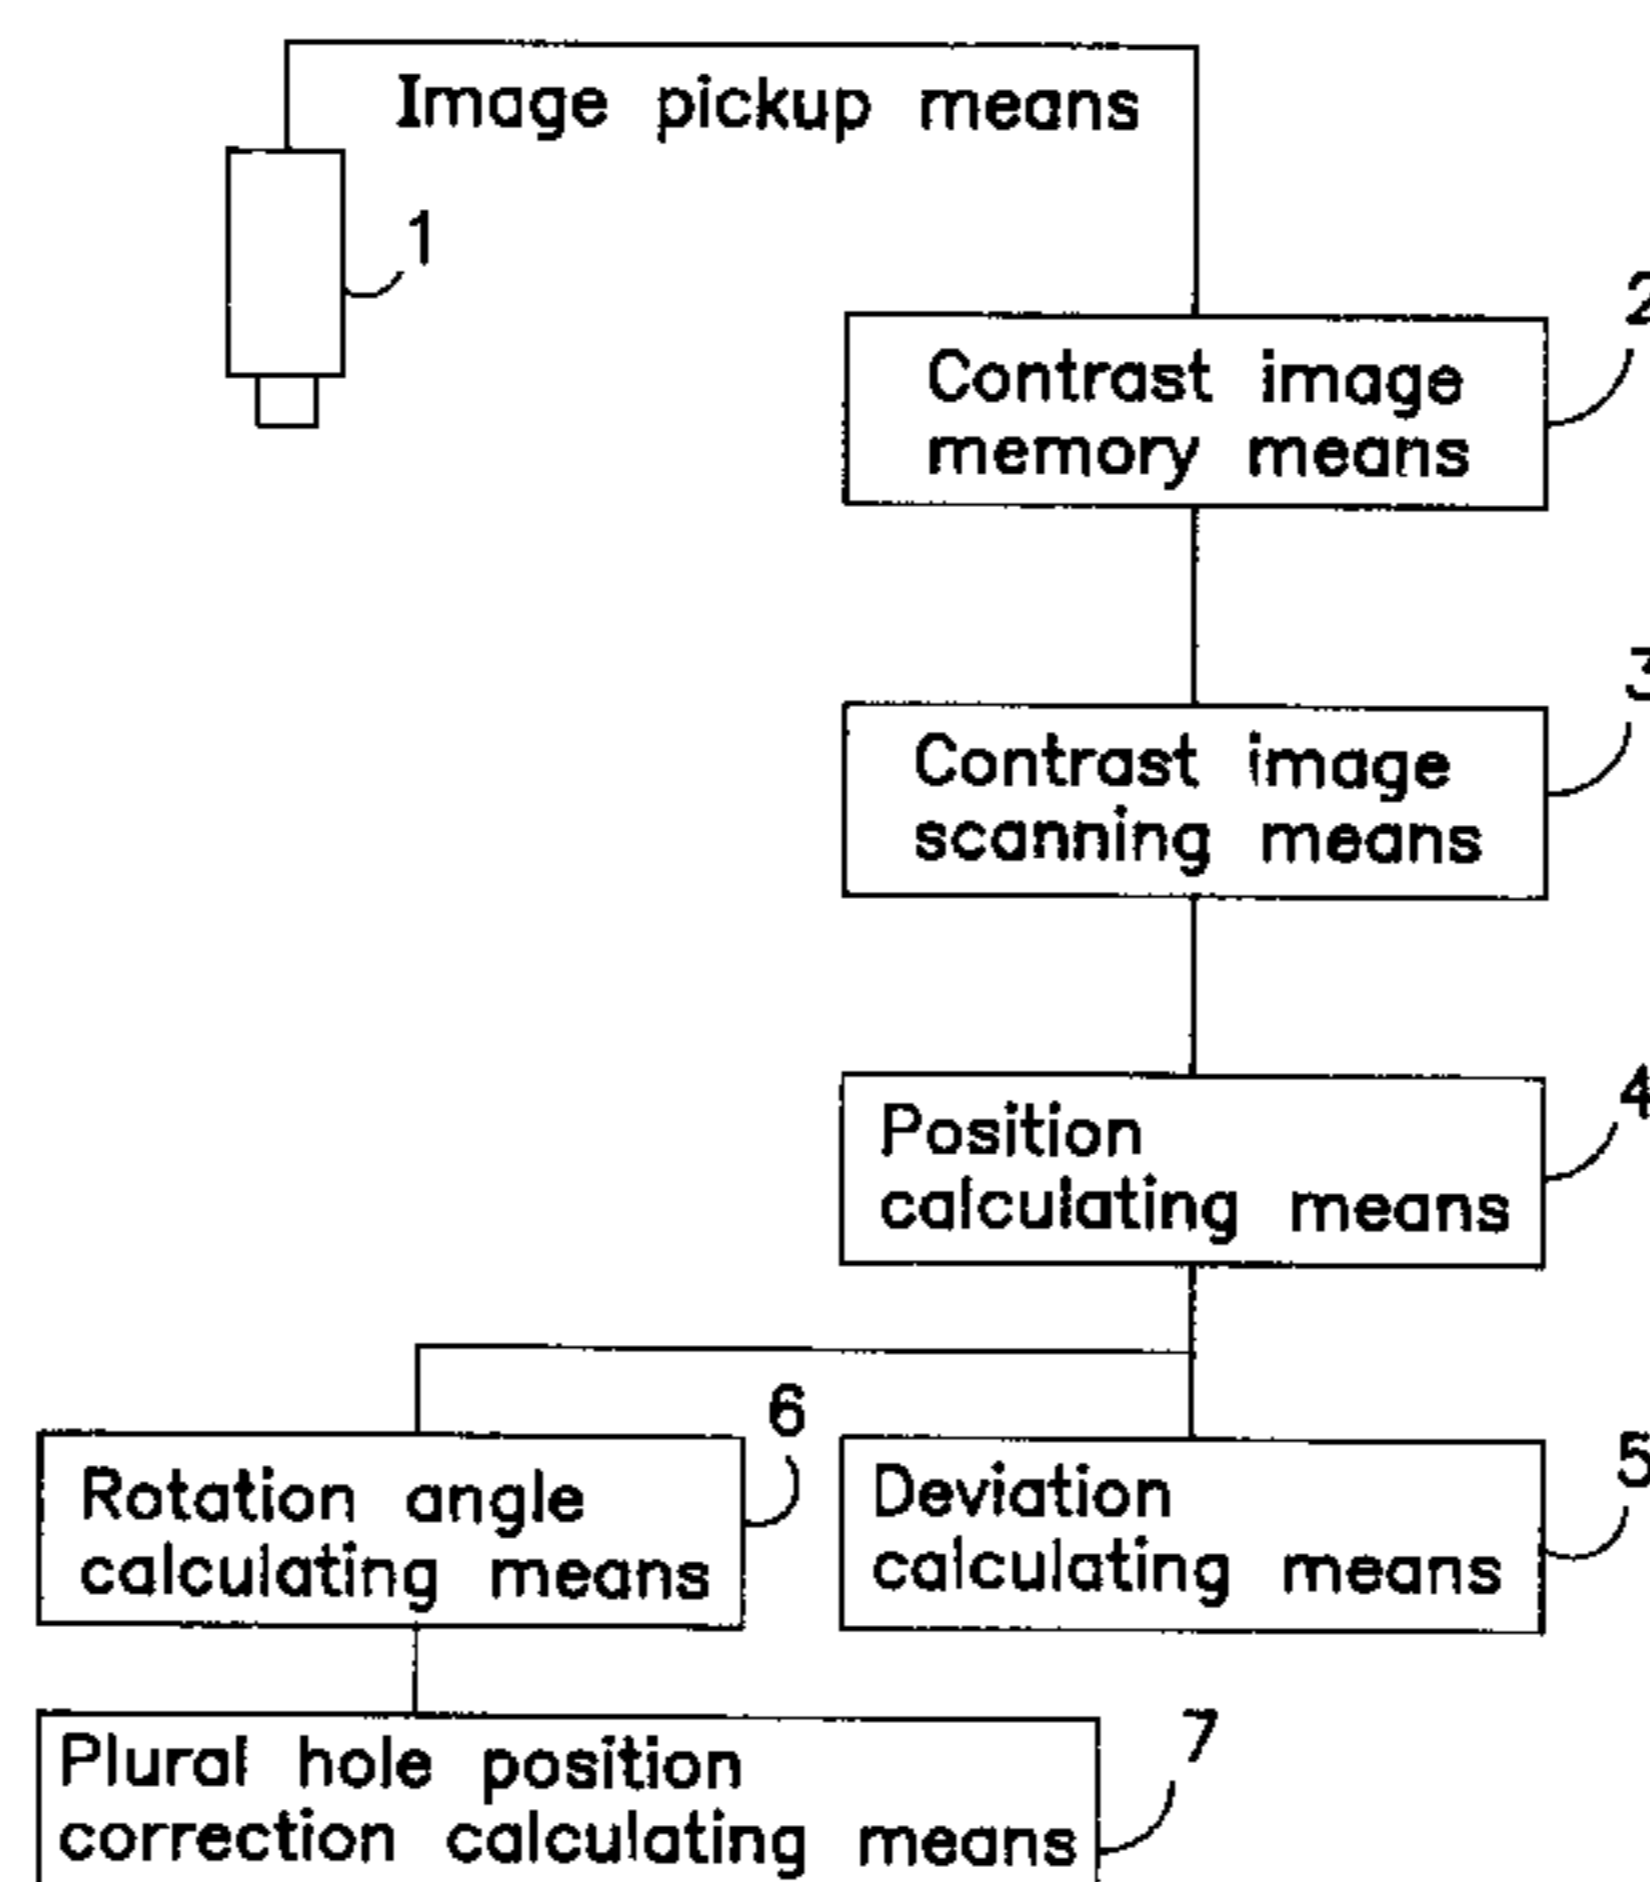 Image pickup means
1
2
Contrast image
memory means
3
Contrast image
scanning means
4
Position
calculating means
6
Rotation angle
calculating means
5
Deviation
calculating means
7
Plural hole position
correction calculating means